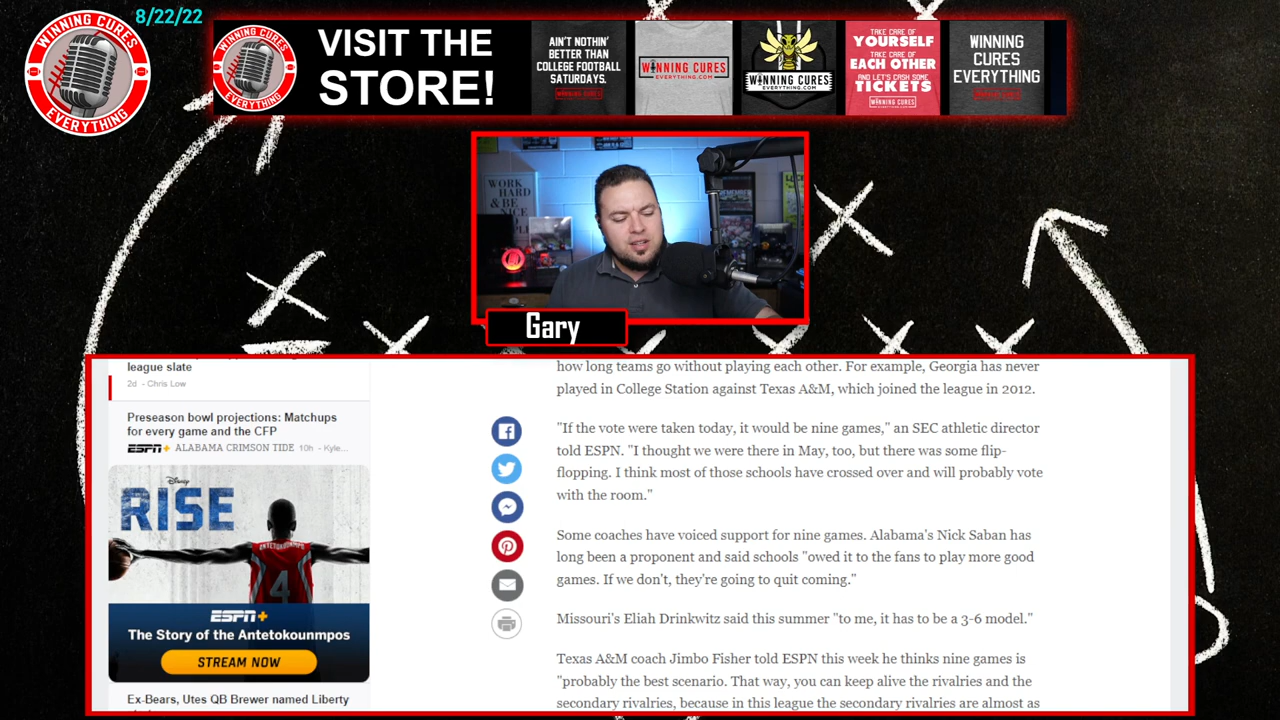 8/22/22
WINNING CURES
EVERYTHING
WINNING CURES
EVERYTHING
VISIT THE
STORE!
AIN'T NOTHIN'
BETTER THAN
COLLEGE FOOTBALL
SATURDAYS.
WINNING CURES
WINNING CURES
EVERYTHING.COM
WINNING CURES
EVERYTHING.COM
TAKE CARE OF
YOURSELF
TAKE CARE OF
EACH OTHER
AND LET'S CASH SOME
TICKETS
WINNING CURES
WINNING
CURES
EVERYTHING
WORK
HARD
& BE
NICE
Gary
league slate
2d - Chris Low
Preseason bowl projections: Matchups
for every game and the CFP
ESPN+ ALABAMA CRIMSON TIDE 10h - Kyle...
Disney
RISE
ANTETOKOUNMPO
4
ESPN+
The Story of the Antetokounmpos
STREAM NOW
Ex-Bears, Utes QB Brewer named Liberty
how long teams go without playing each other. For example, Georgia has never
played in College Station against Texas A&M, which joined the league in 2012.
"If the vote were taken today, it would be nine games," an SEC athletic director
told ESPN. "I thought we were there in May, too, but there was some flip-
flopping. I think most of those schools have crossed over and will probably vote
with the room."
Some coaches have voiced support for nine games. Alabama's Nick Saban has
long been a proponent and said schools "owed it to the fans to play more good
games. If we don't, they're going to quit coming."
Missouri's Eliah Drinkwitz said this summer "to me, it has to be a 3-6 model."
Texas A&M coach Jimbo Fisher told ESPN this week he thinks nine games is
"probably the best scenario. That way, you can keep alive the rivalries and the
secondary rivalries, because in this league the secondary rivalries are almost as